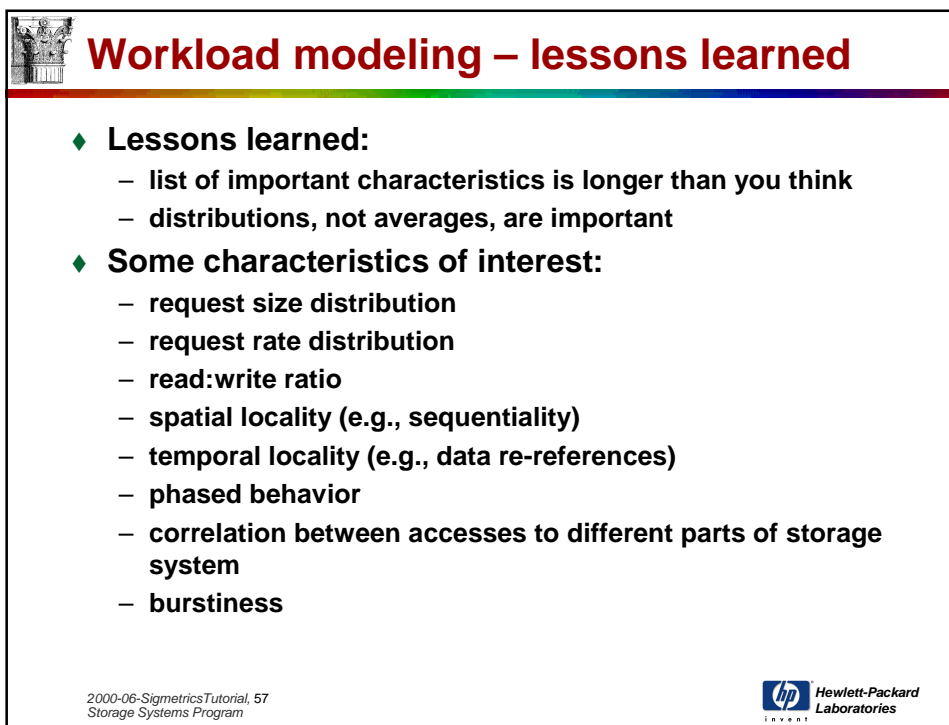 Workload modeling – lessons learned
♦ Lessons learned:
– list of important characteristics is longer than you think
– distributions, not averages, are important
♦ Some characteristics of interest:
– request size distribution
– request rate distribution
– read:write ratio
– spatial locality (e.g., sequentiality)
– temporal locality (e.g., data re-references)
– phased behavior
– correlation between accesses to different parts of storage
system
– burstiness
2000-06-SigmetricsTutorial, 57
Storage Systems Program
hp
invent
Hewlett-Packard
Laboratories